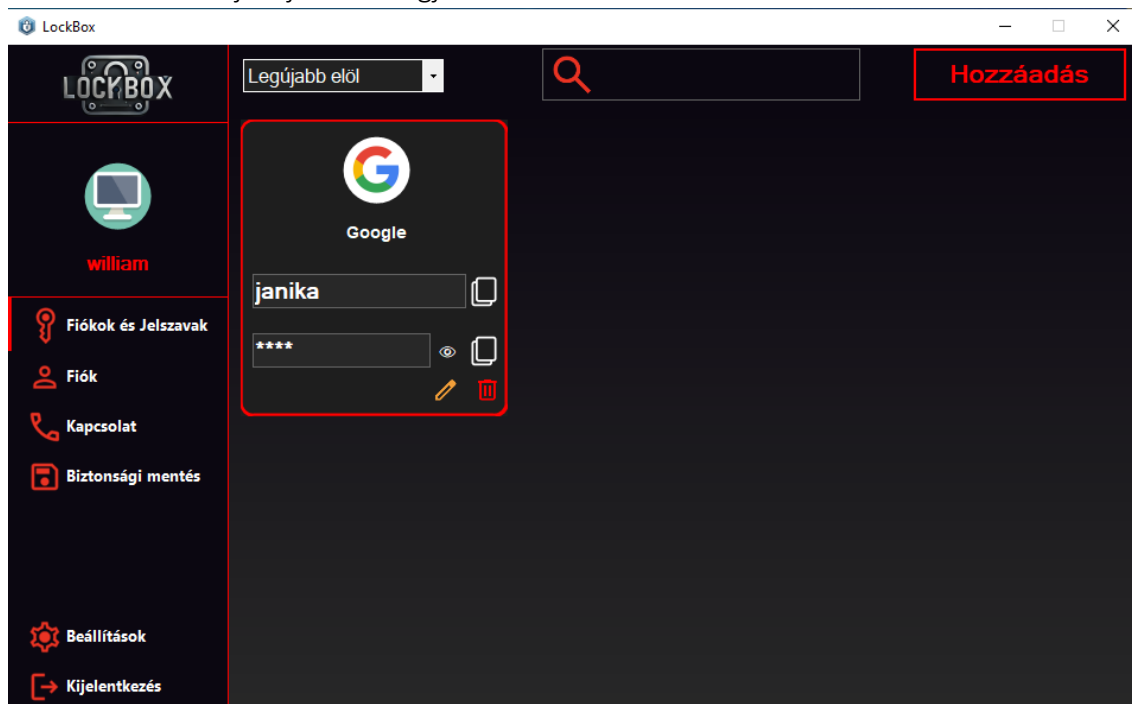 LockBox
LOCKBOX
Legújabb elöl
Hozzáadás
william
Google
janika
****
Fiókok és Jelszavak
Fiók
Kapcsolat
Biztonsági mentés
Beállítások
Kijelentkezés